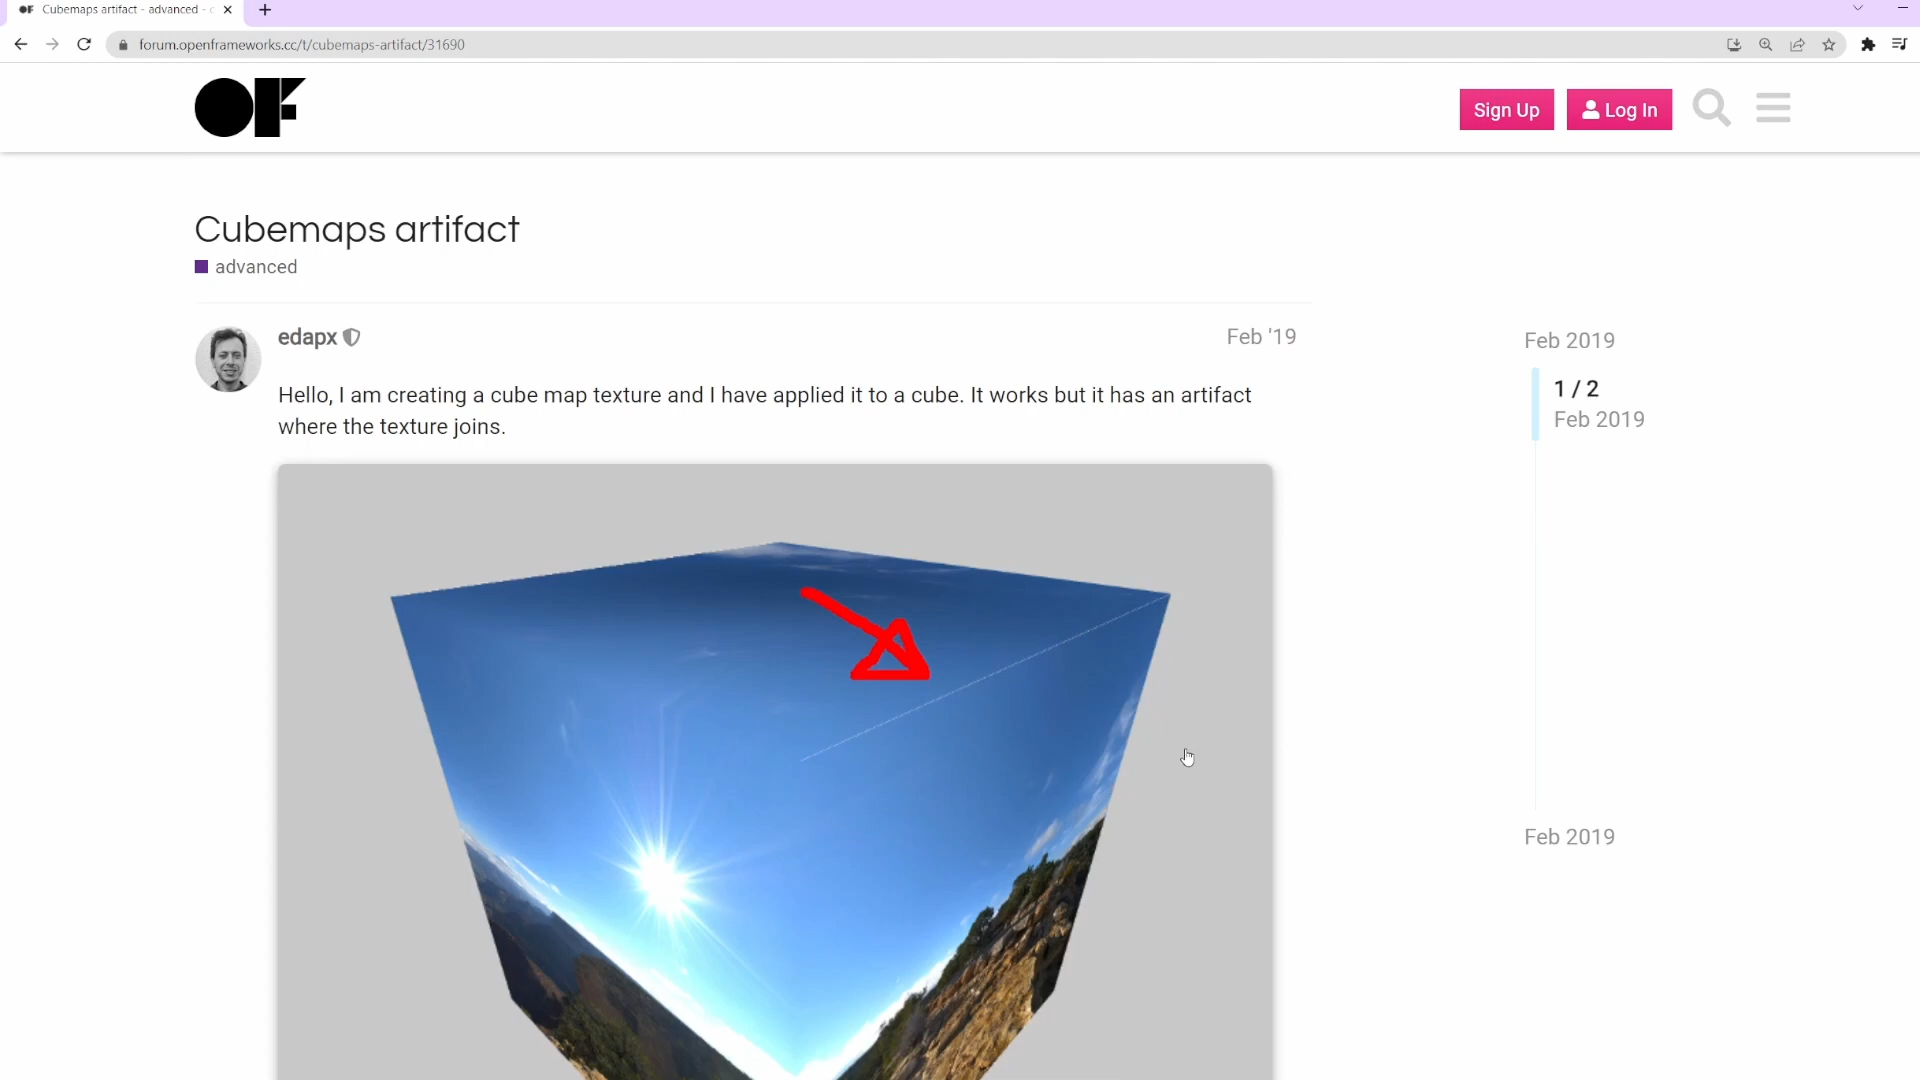 Cubemaps artifact - advanced -
forum.openframeworks.cc/t/cubemaps-artifact/31690
OF
Sign Up
Log In
Cubemaps artifact
advanced
edapx
Feb '19
Hello, I am creating a cube map texture and I have applied it to a cube. It works but it has an artifact
where the texture joins.
Feb 2019
1 / 2
Feb 2019
Feb 2019